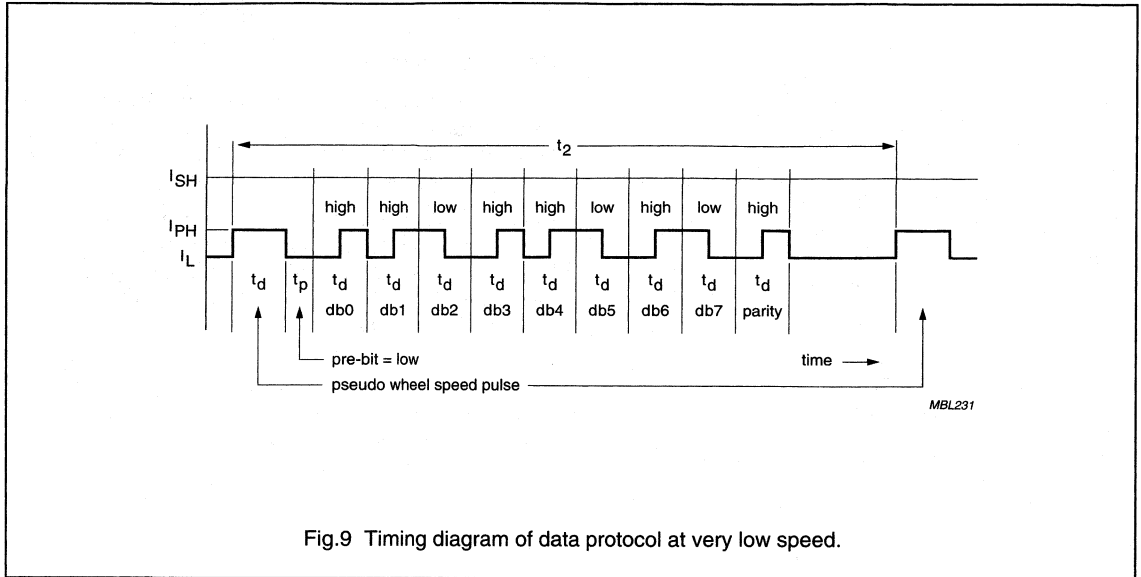 t2
ISH
high high low high high low high low high
IPH
IL
td tp td td td td td td td td td
db0 db1 db2 db3 db4 db5 db6 db7 parity
pre-bit = low
time
pseudo wheel speed pulse
MBL231
Fig.9 Timing diagram of data protocol at very low speed.